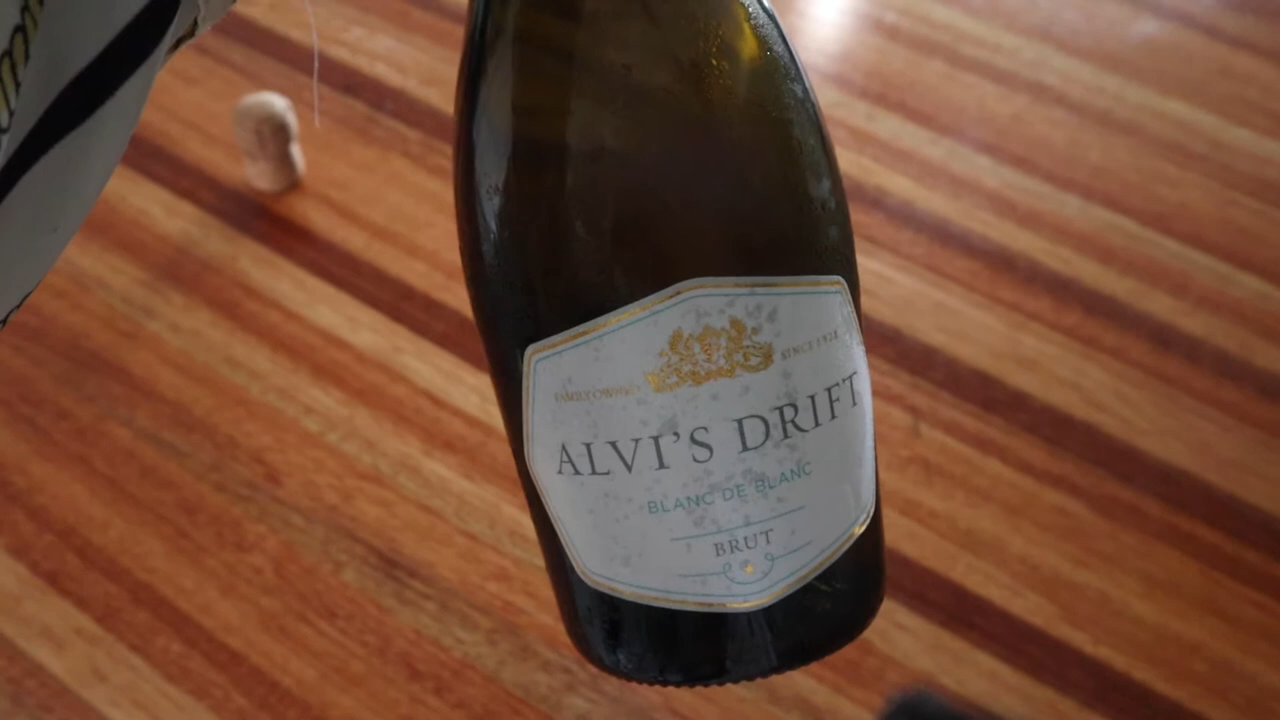 FAMILY OWNED
SINCE 1928
ALVI'S DRIFT
BLANC DE BLANC
BRUT